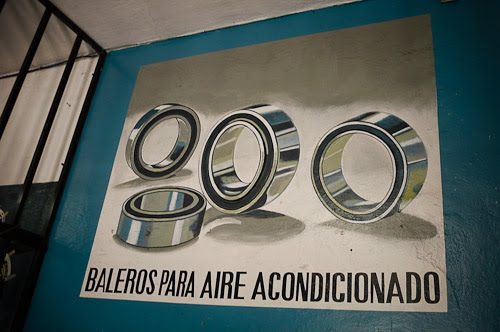 BALEROS PARA AIRE ACONDICIONADO